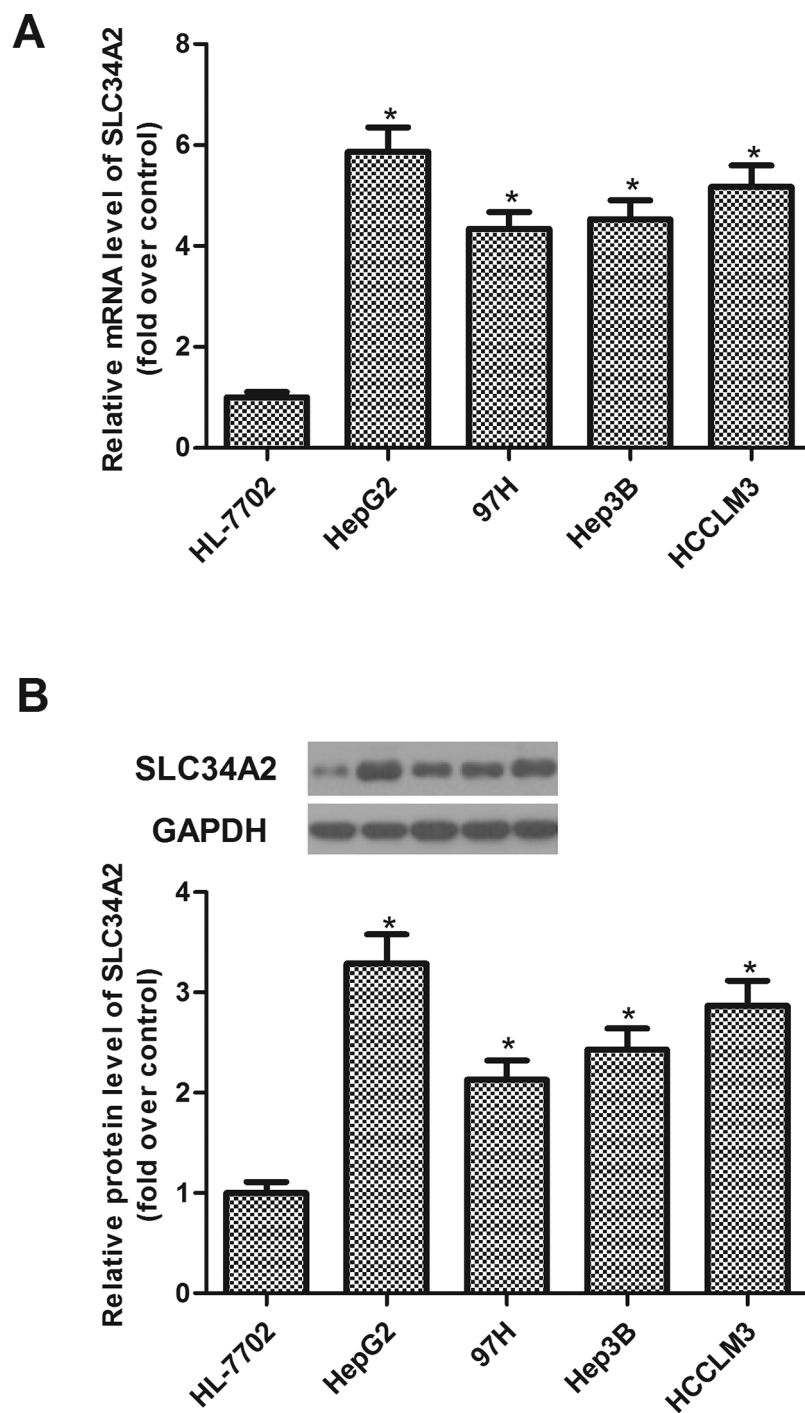 A
Relative mRNA level of SLC34A2
(fold over control)
8
6
4
2
0
*
*
*
*
HL-7702
HepG2
97H
Hep3B
HCCLM3
B
SLC34A2
GAPDH
Relative protein level of SLC34A2
(fold over control)
4
3
2
1
0
*
*
*
*
HL-7702
HepG2
97H
Hep3B
HCCLM3